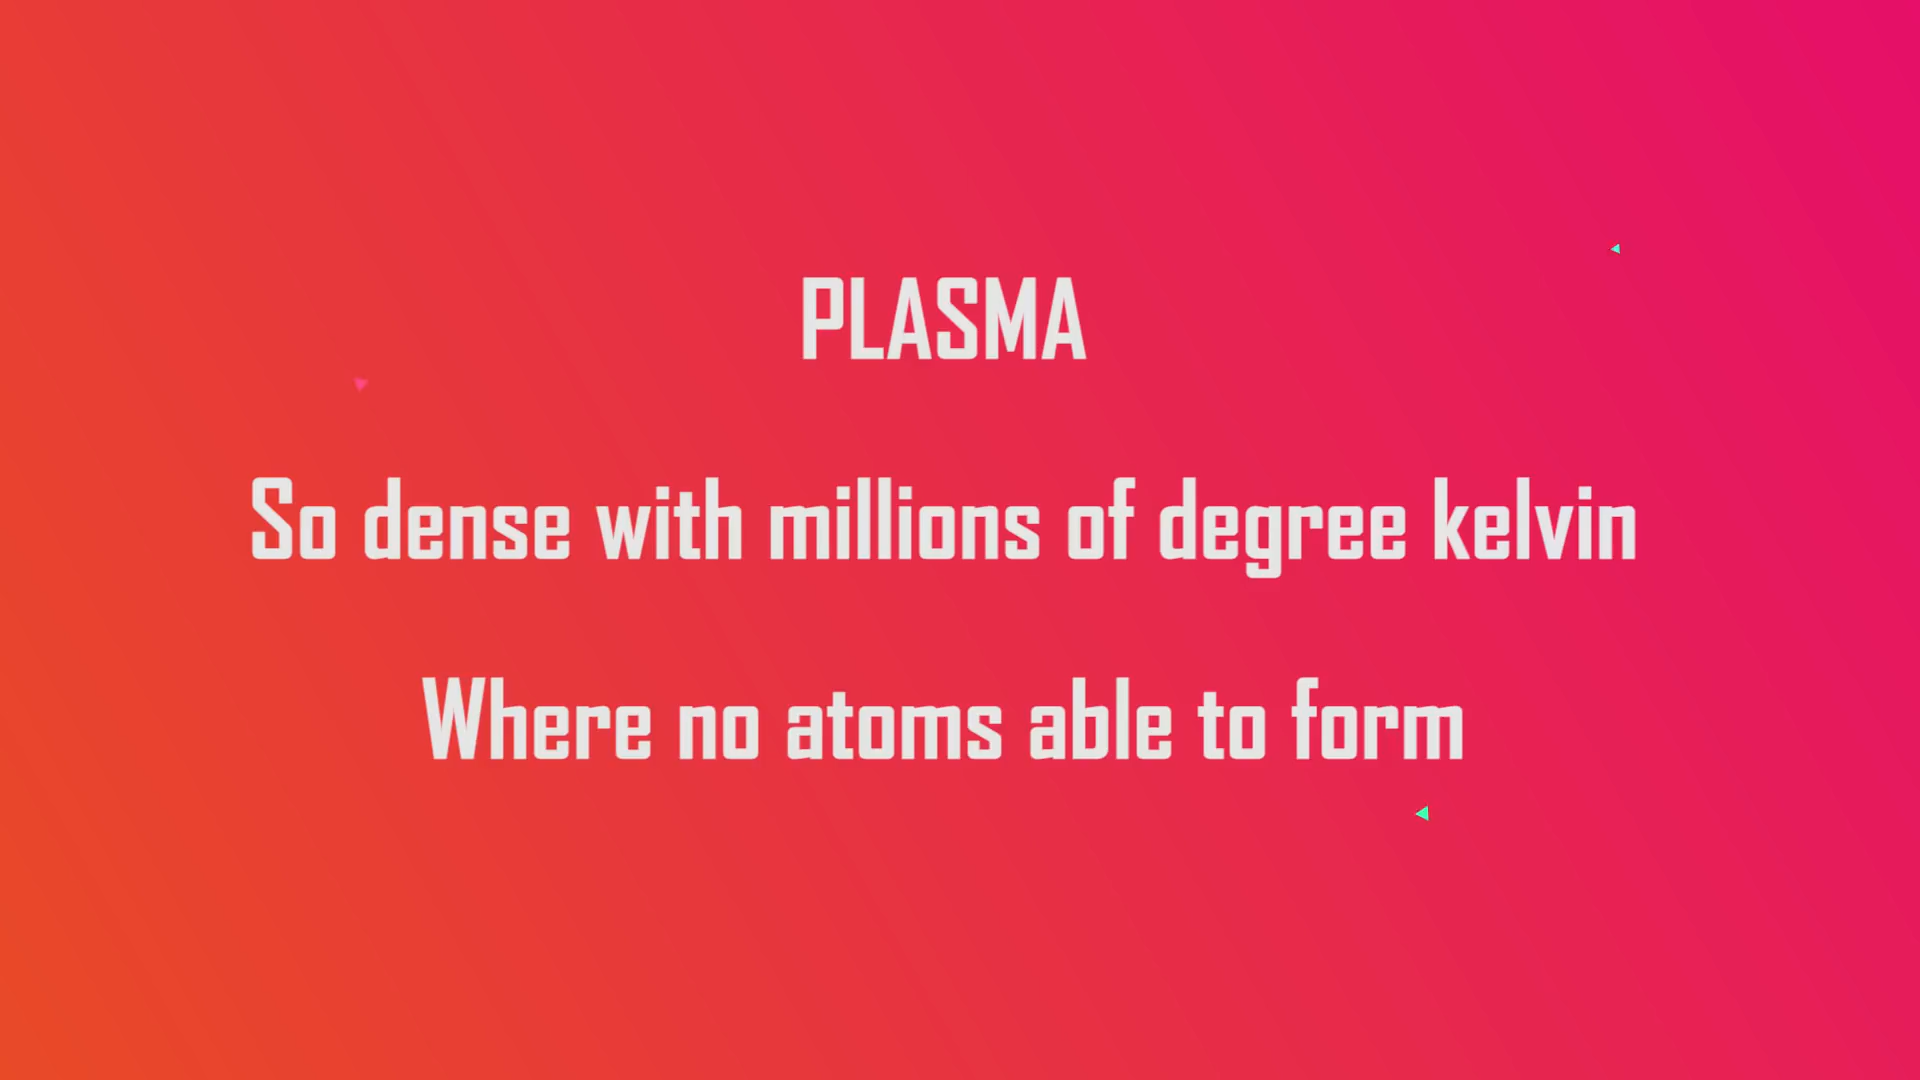 PLASMA
So dense with millions of degree kelvin
Where no atoms able to form